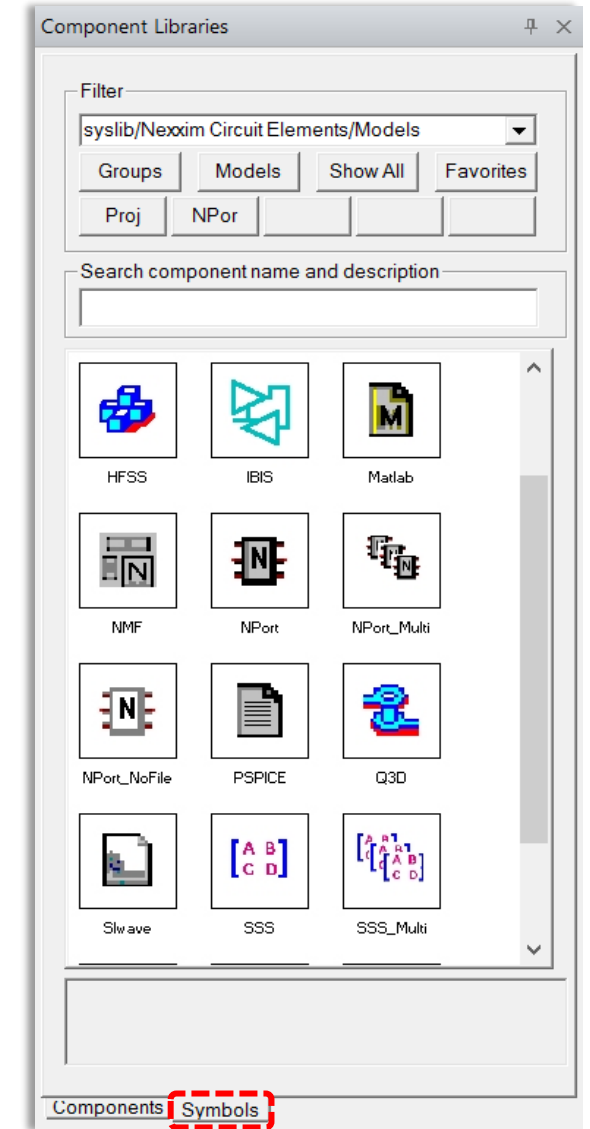 Component Libraries
Filter
syslib/Nexxim Circuit Elements/Models
Groups Models Show All Favorites
Proj NPor
Search component name and description
M
HFSS IBIS Matlab
N N N
NMF NPort NPort_Multi
N
NPort_NoFile PSPICE Q3D
A B A B
C D C D
SIwave SSS SSS_Multi
Components Symbols